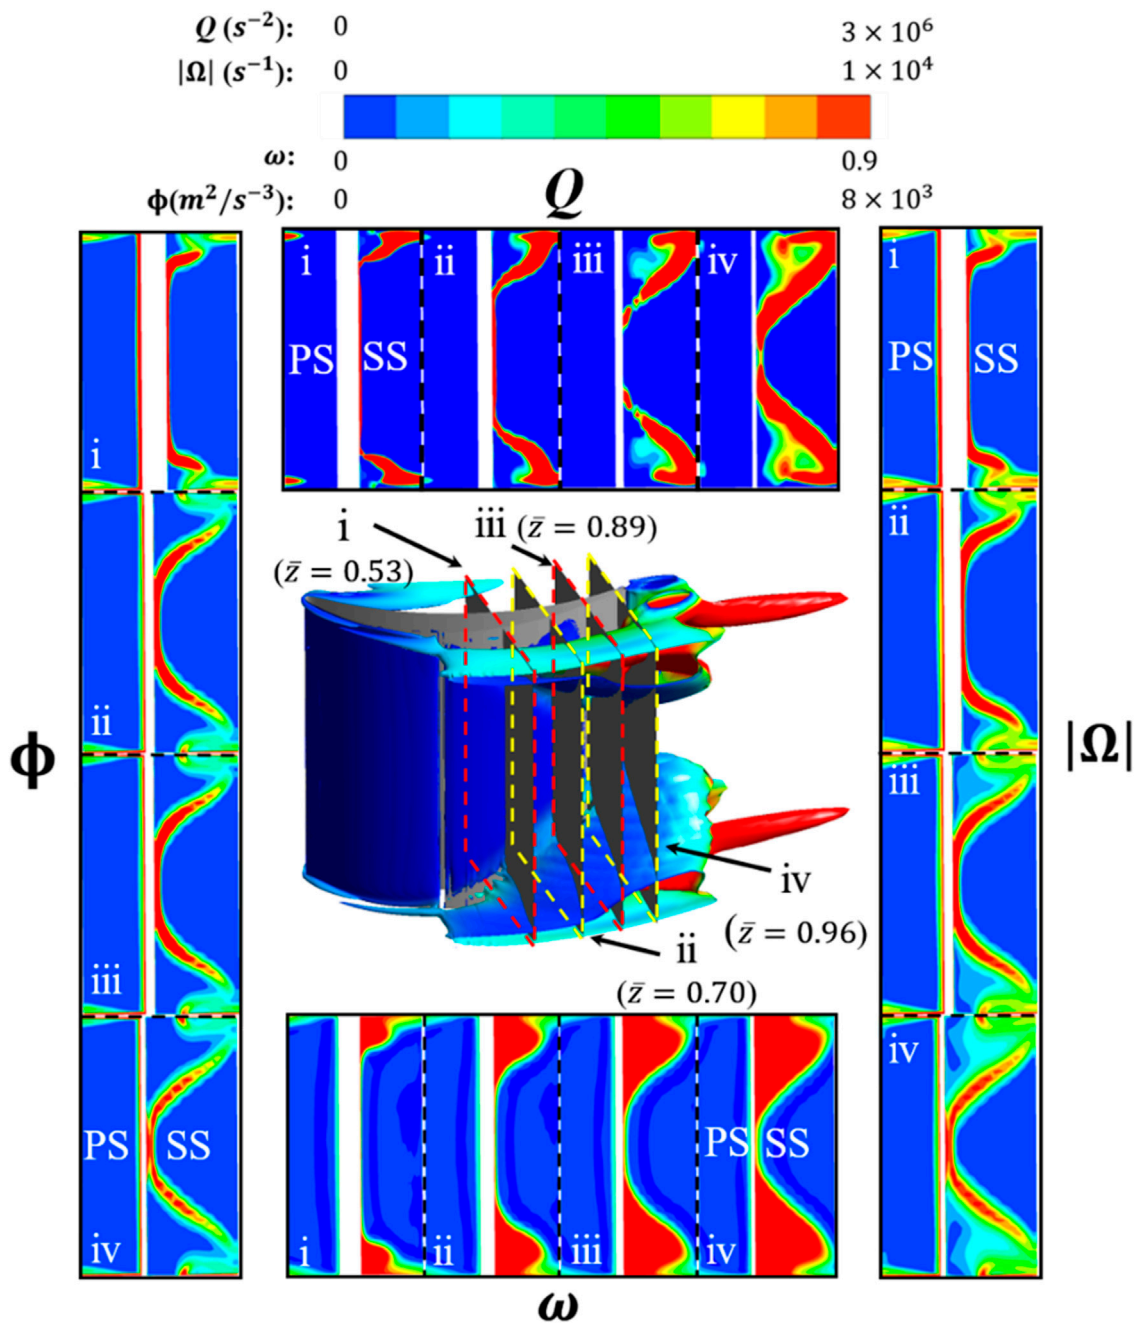 Q (s⁻²): 0 3 × 10⁶
|Ω| (s⁻¹): 0 1 × 10⁴
ω: 0 0.9
ϕ(m²/s⁻³): 0 8 × 10³
Q
i ii iii iv
PS SS
i
ii
iii
PS SS
iv
ϕ
i
PS SS
ii
iii
iv
|Ω|
i
(z̄ = 0.53)
iii (z̄ = 0.89)
iv
(z̄ = 0.96)
ii
(z̄ = 0.70)
PS SS
i ii iii iv
ω